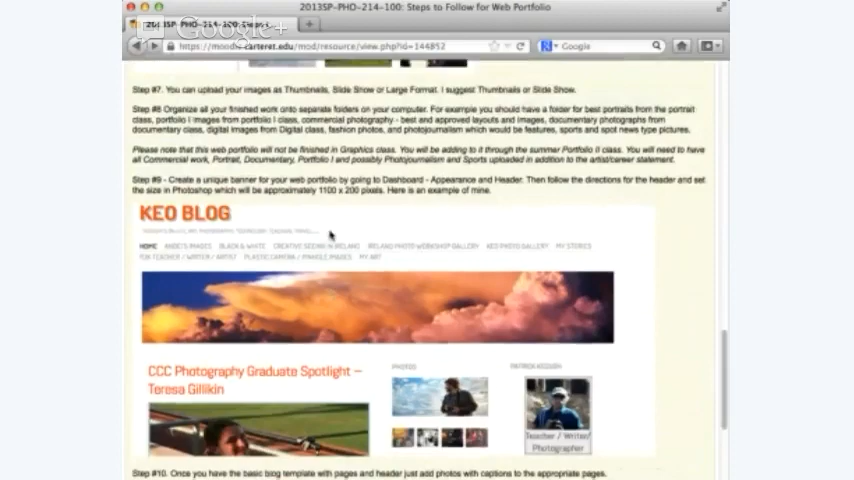 2013SP-PHO-214-100: Steps to Follow for Web Portfolio
Google+
2013SP-PHO-214-100: Steps t...
carteret.edu/mod/resource/view.php?id=144852
Google
Step #7. You can upload your images as Thumbnails, Slide Show or Large Format. I suggest Thumbnails or Slide Show.
Step #8 Organize all your finished work onto separate folders on your computer. For example you should have a folder for best portraits from the portrait
class, portfolio I images from portfolio I class, commercial photography - best and approved layouts and images, documentary photographs from
documentary class, digital images from Digital class, fashion photos, and photojournalism which would be features, sports and spot news type pictures.
Please note that this web portfolio will not be finished in Graphics class. You will be adding to it through the summer Portfolio II class. You will need to have
all Commercial work, Portrait, Documentary, Portfolio I and possibly Photojournalism and Sports uploaded in addition to the artist/career statement.
Step #9 - Create a unique banner for your web portfolio by going to Dashboard - Appearance and Header. Then follow the directions for the header and set
the size in Photoshop which will be approximately 1100 x 200 pixels. Here is an example of mine.
KEO BLOG
HOME ANDE'S IMAGES BLACK & WHITE CREATIVE SEEING IN IRELAND IRELAND PHOTO WORKSHOP GALLERY KEO PHOTO GALLERY MY STORIES
TEACHER / WRITER / ARTIST PLASTIC CAMERA / PINHOLE IMAGES MY ART
CCC Photography Graduate Spotlight –
Teresa Gillikin
PHOTOS
PATRICK KEOUGH
Teacher / Writer/
Photographer
Step #10. Once you have the basic blog template with pages and header just add photos with captions to the appropriate pages.